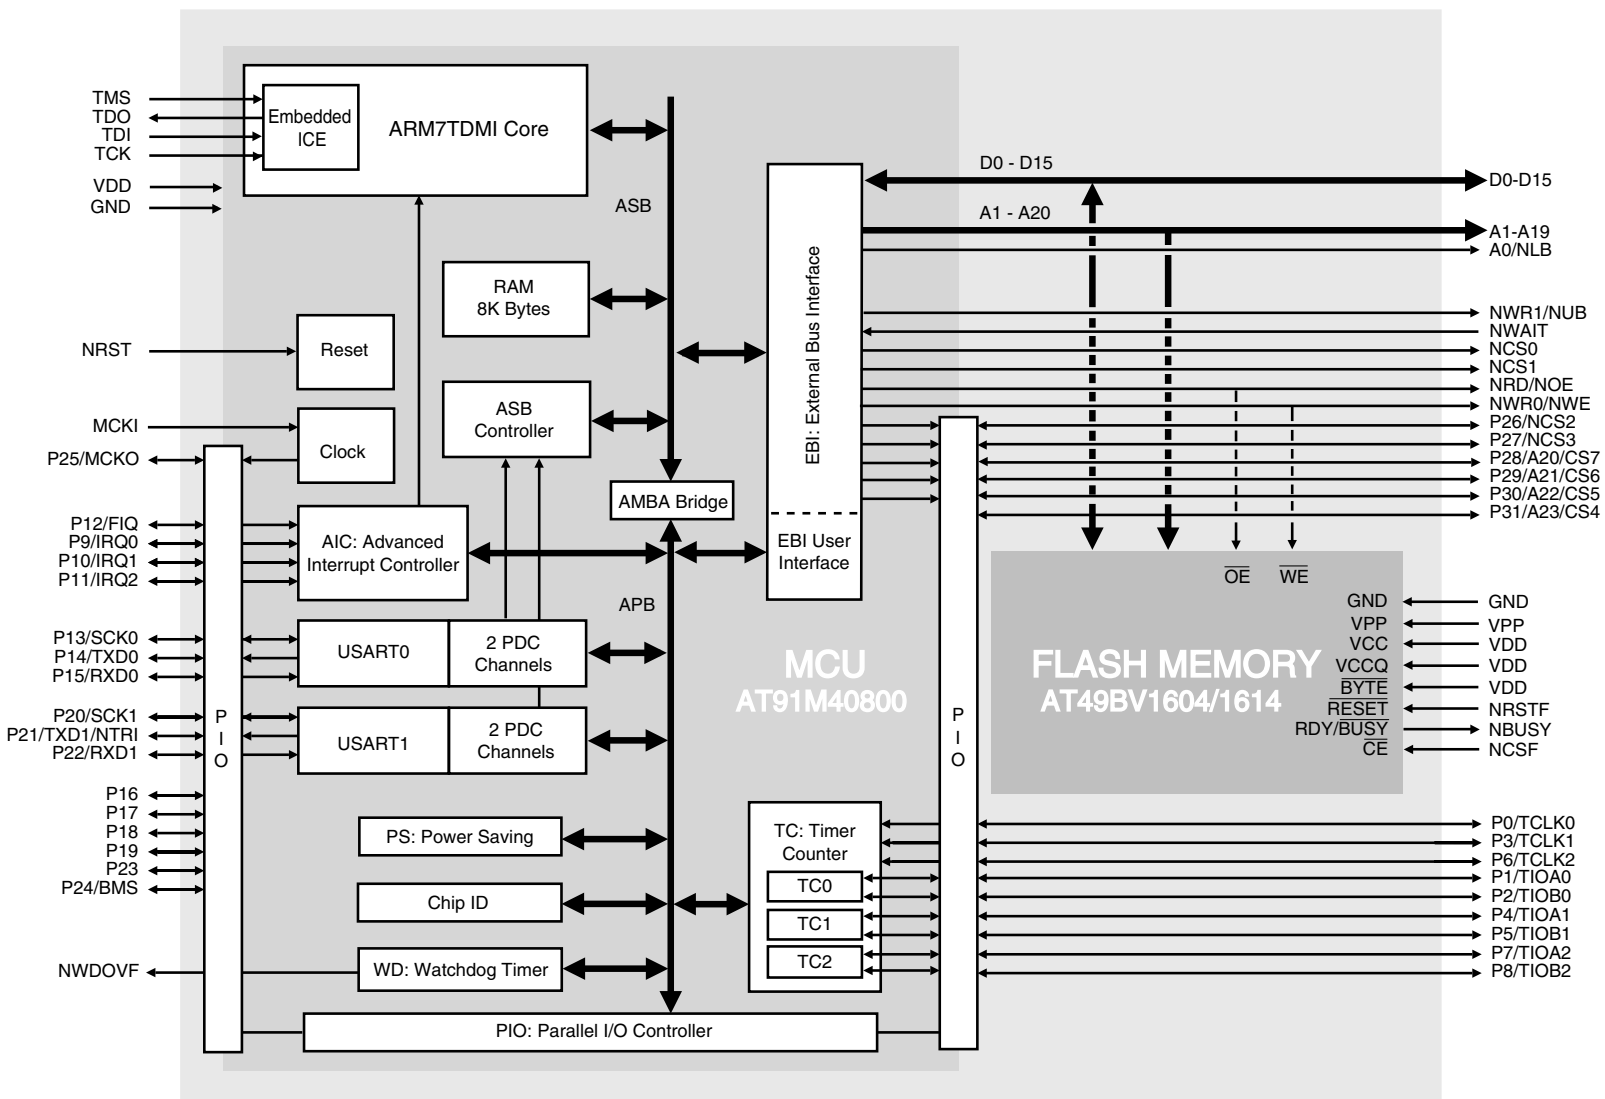 TMS
TDO
TDI
TCK
VDD
GND
NRST
MCKI
P25/MCKO
P12/FIQ
P9/IRQ0
P10/IRQ1
P11/IRQ2
P13/SCK0
P14/TXD0
P15/RXD0
P20/SCK1
P21/TXD1/NTRI
P22/RXD1
P16
P17
P18
P19
P23
P24/BMS
NWDOVF
P
I
O
Embedded
ICE
ARM7TDMI Core
ASB
RAM
8K Bytes
Reset
ASB
Controller
Clock
AMBA Bridge
AIC: Advanced
Interrupt Controller
APB
USART0
2 PDC
Channels
USART1
2 PDC
Channels
PS: Power Saving
Chip ID
WD: Watchdog Timer
PIO: Parallel I/O Controller
EBI: External Bus Interface
EBI User
Interface
MCU
AT91M40800
TC: Timer
Counter
TC0
TC1
TC2
P
I
O
D0 - D15
A1 - A20
OE
WE
FLASH MEMORY
AT49BV1604/1614
GND
VPP
VCC
VCCQ
BYTE
RESET
RDY/BUSY
CE
D0-D15
A1-A19
A0/NLB
NWR1/NUB
NWAIT
NCS0
NCS1
NRD/NOE
NWR0/NWE
P26/NCS2
P27/NCS3
P28/A20/CS7
P29/A21/CS6
P30/A22/CS5
P31/A23/CS4
GND
VPP
VDD
VDD
VDD
NRSTF
NBUSY
NCSF
P0/TCLK0
P3/TCLK1
P6/TCLK2
P1/TIOA0
P2/TIOB0
P4/TIOA1
P5/TIOB1
P7/TIOA2
P8/TIOB2